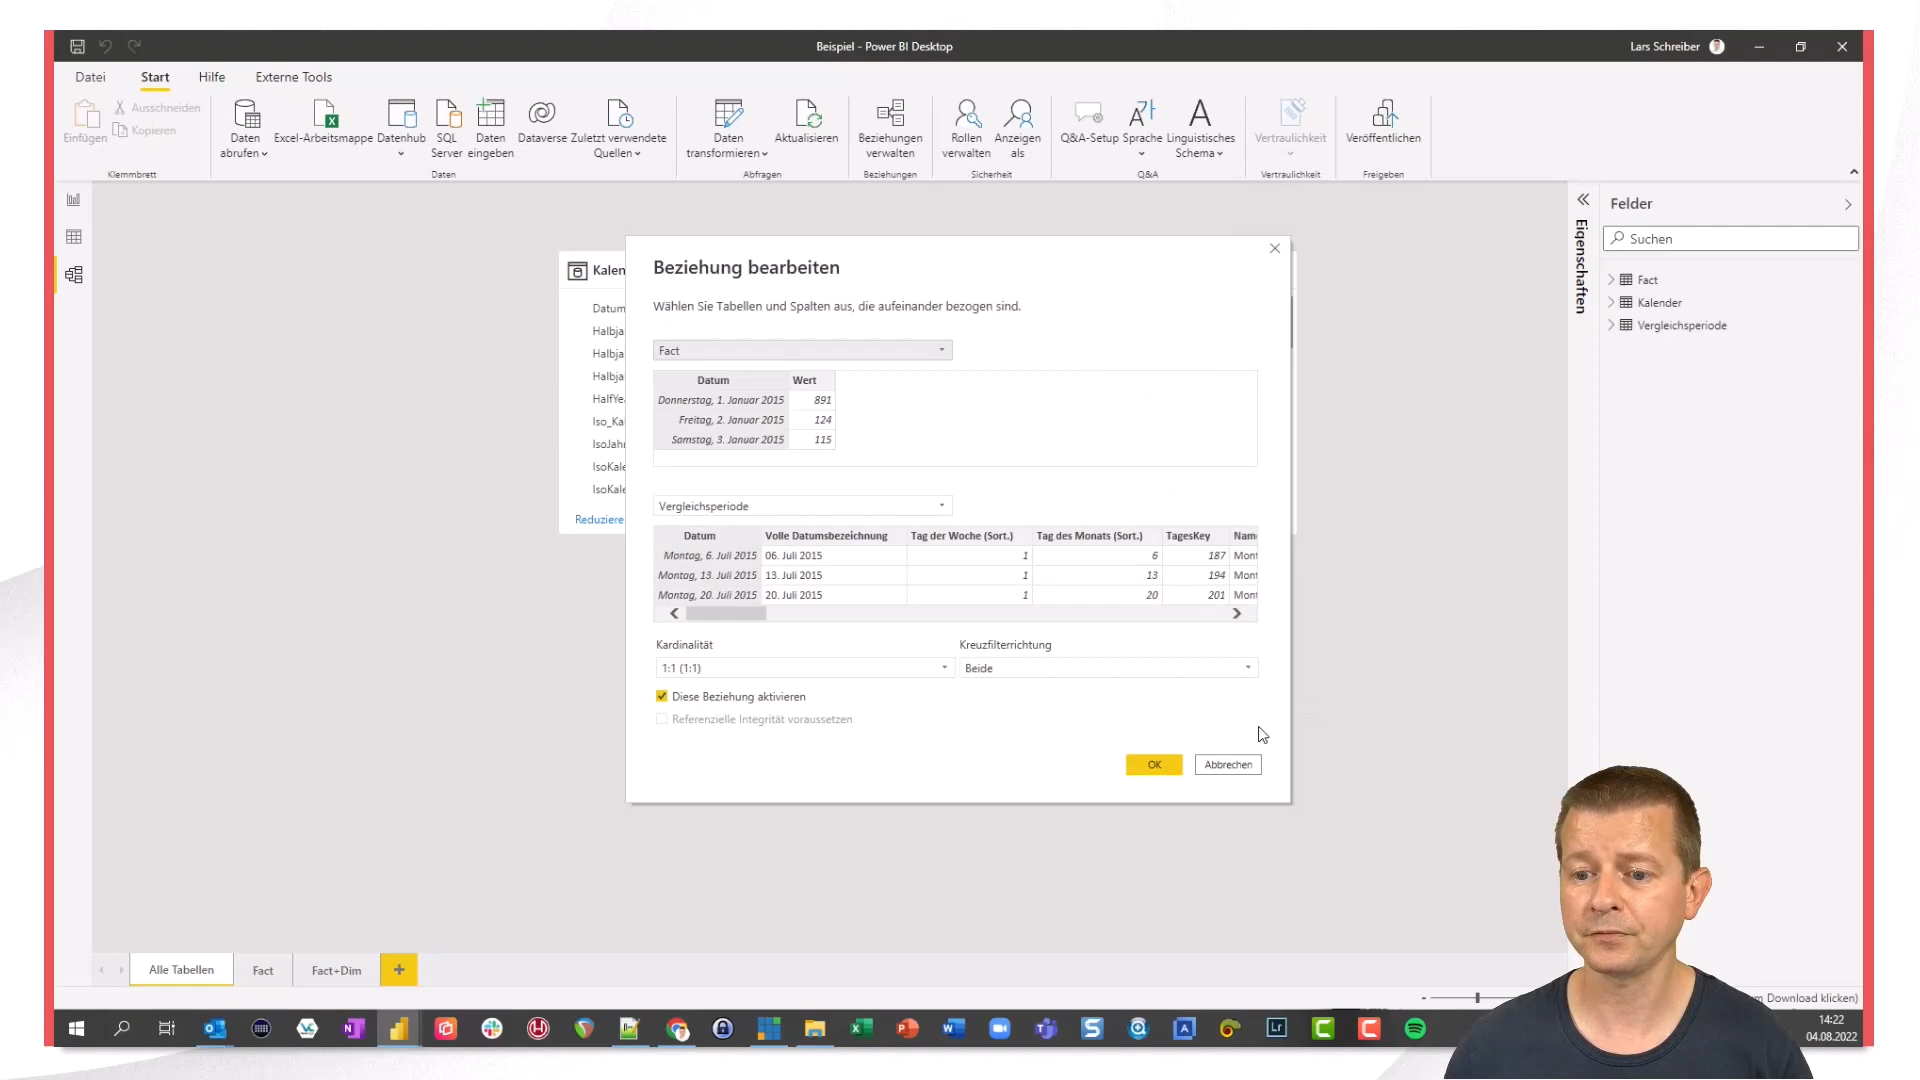 Beispiel - Power BI Desktop
Lars Schreiber
Datei Start Hilfe Externe Tools
Einfügen
Ausschneiden
Kopieren
Klemmbrett
Daten abrufen
Excel-Arbeitsmappe
Datenhub
SQL Server
Daten eingeben
Dataverse
Zuletzt verwendete Quellen
Daten
Daten transformieren
Aktualisieren
Abfragen
Beziehungen verwalten
Beziehungen
Rollen verwalten
Anzeigen als
Sicherheit
Q&A-Setup
Sprache
Linguistisches Schema
Q&A
Vertraulichkeit
Vertraulichkeit
Veröffentlichen
Freigeben
Kalen
Datum
Halbja
Halbja
Halbja
HalfYe
Iso_Ka
IsoJahr
IsoKale
IsoKale
Reduziere
Beziehung bearbeiten
Wählen Sie Tabellen und Spalten aus, die aufeinander bezogen sind.
Fact
Datum Wert
Donnerstag, 1. Januar 2015 891
Freitag, 2. Januar 2015 124
Samstag, 3. Januar 2015 115
Vergleichsperiode
Datum Volle Datumsbezeichnung Tag der Woche (Sort.) Tag des Monats (Sort.) TagesKey Nam
Montag, 6. Juli 2015 06. Juli 2015 1 6 187 Mont
Montag, 13. Juli 2015 13. Juli 2015 1 13 194 Mont
Montag, 20. Juli 2015 20. Juli 2015 1 20 201 Mont
Kardinalität Kreuzfilterrichtung
1:1 (1:1) Beide
Diese Beziehung aktivieren
Referenzielle Integrität voraussetzen
OK Abbrechen
Eigenschaften
Felder
Suchen
Fact
Kalender
Vergleichsperiode
Alle Tabellen Fact Fact+Dim +
m Download klicken)
14:22
04.08.2022